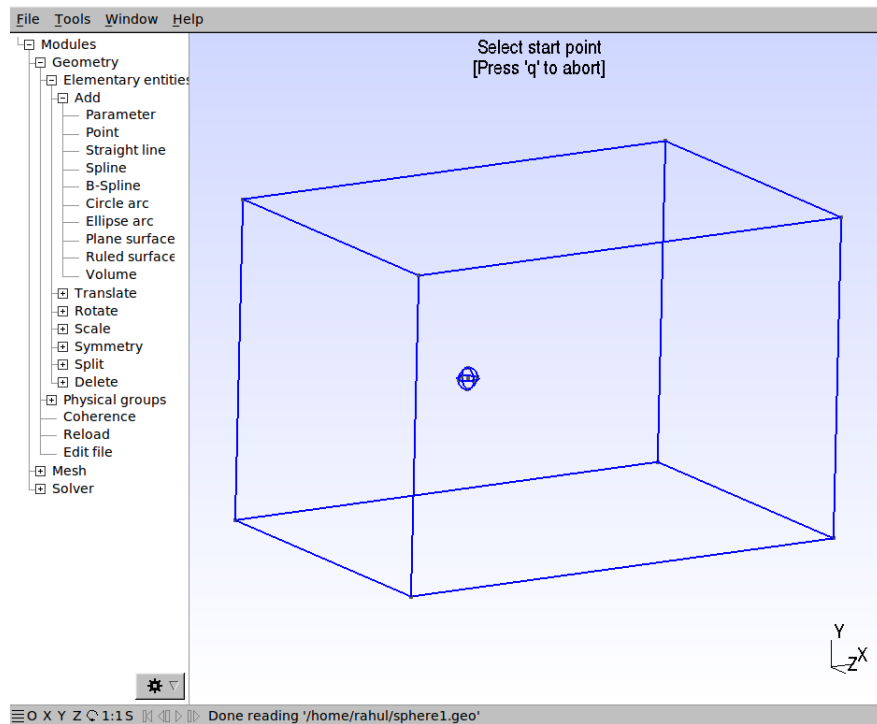 File Tools Window Help
Modules
Geometry
Elementary entities
Add
Parameter
Point
Straight line
Spline
B-Spline
Circle arc
Ellipse arc
Plane surface
Ruled surface
Volume
Translate
Rotate
Scale
Symmetry
Split
Delete
Physical groups
Coherence
Reload
Edit file
Mesh
Solver
Select start point
[Press 'q' to abort]
Y
Z X
O X Y Z 1:1 S Done reading '/home/rahul/sphere1.geo'